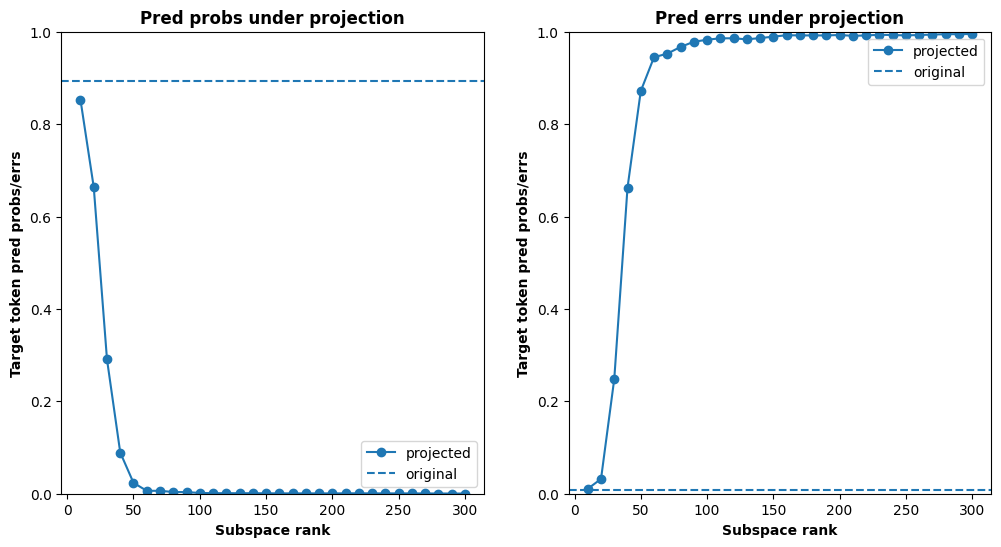 Pred probs under projection
Target token pred probs/errs
1.0
0.8
0.6
0.4
0.2
0.0
0 50 100 150 200 250 300
Subspace rank
projected
original
Pred errs under projection
Target token pred probs/errs
1.0
0.8
0.6
0.4
0.2
0.0
0 50 100 150 200 250 300
Subspace rank
projected
original